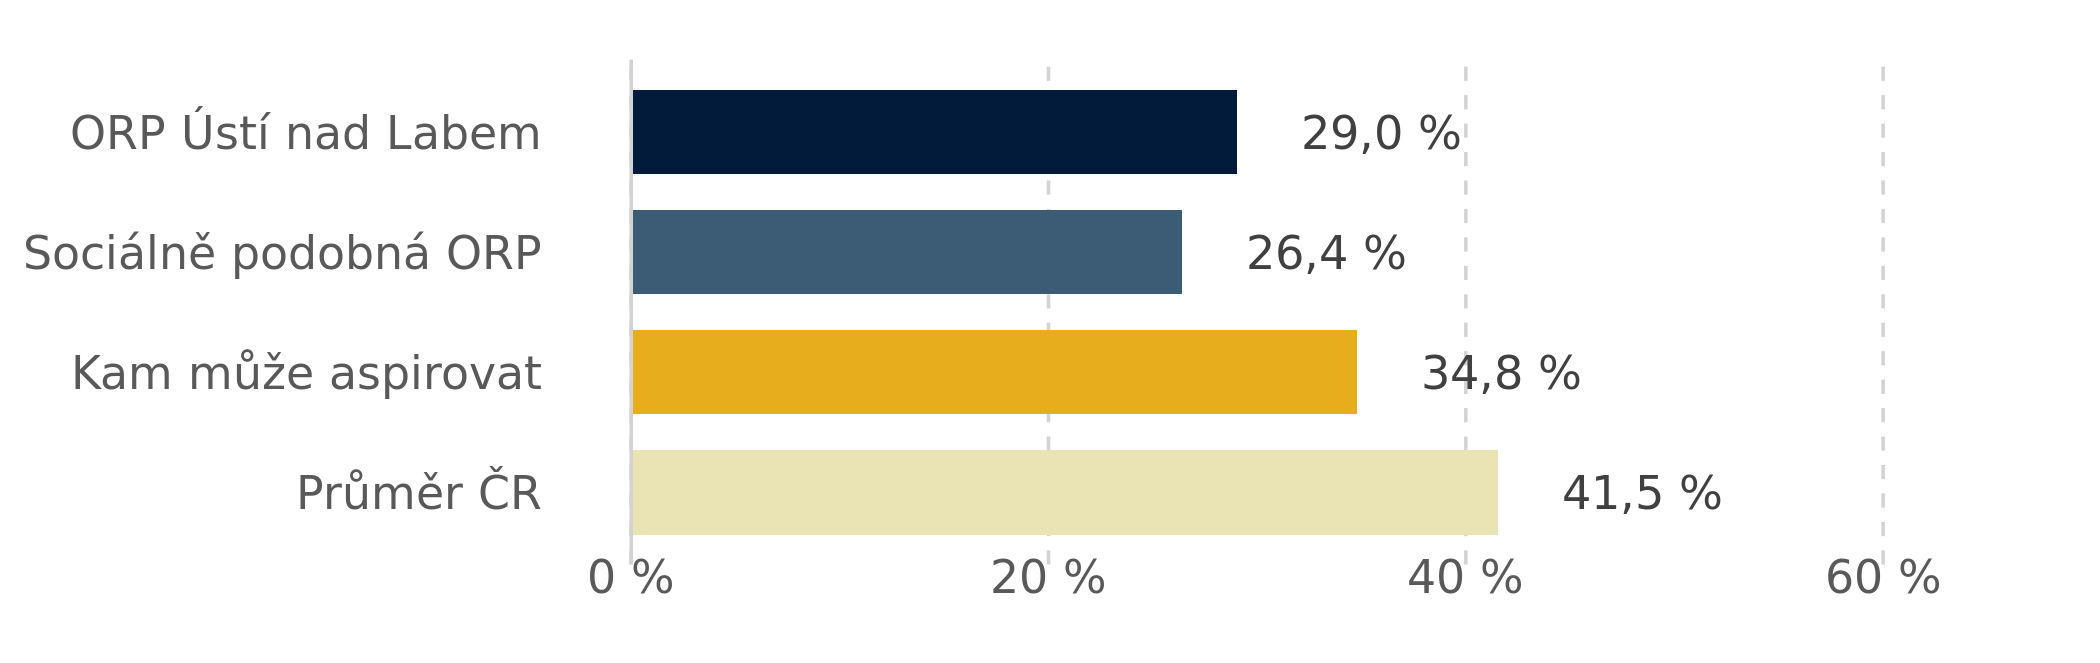 ORP Ústí nad Labem 29,0 %
Sociálně podobná ORP 26,4 %
Kam může aspirovat 34,8 %
Průměr ČR 41,5 %
0 % 20 % 40 % 60 %